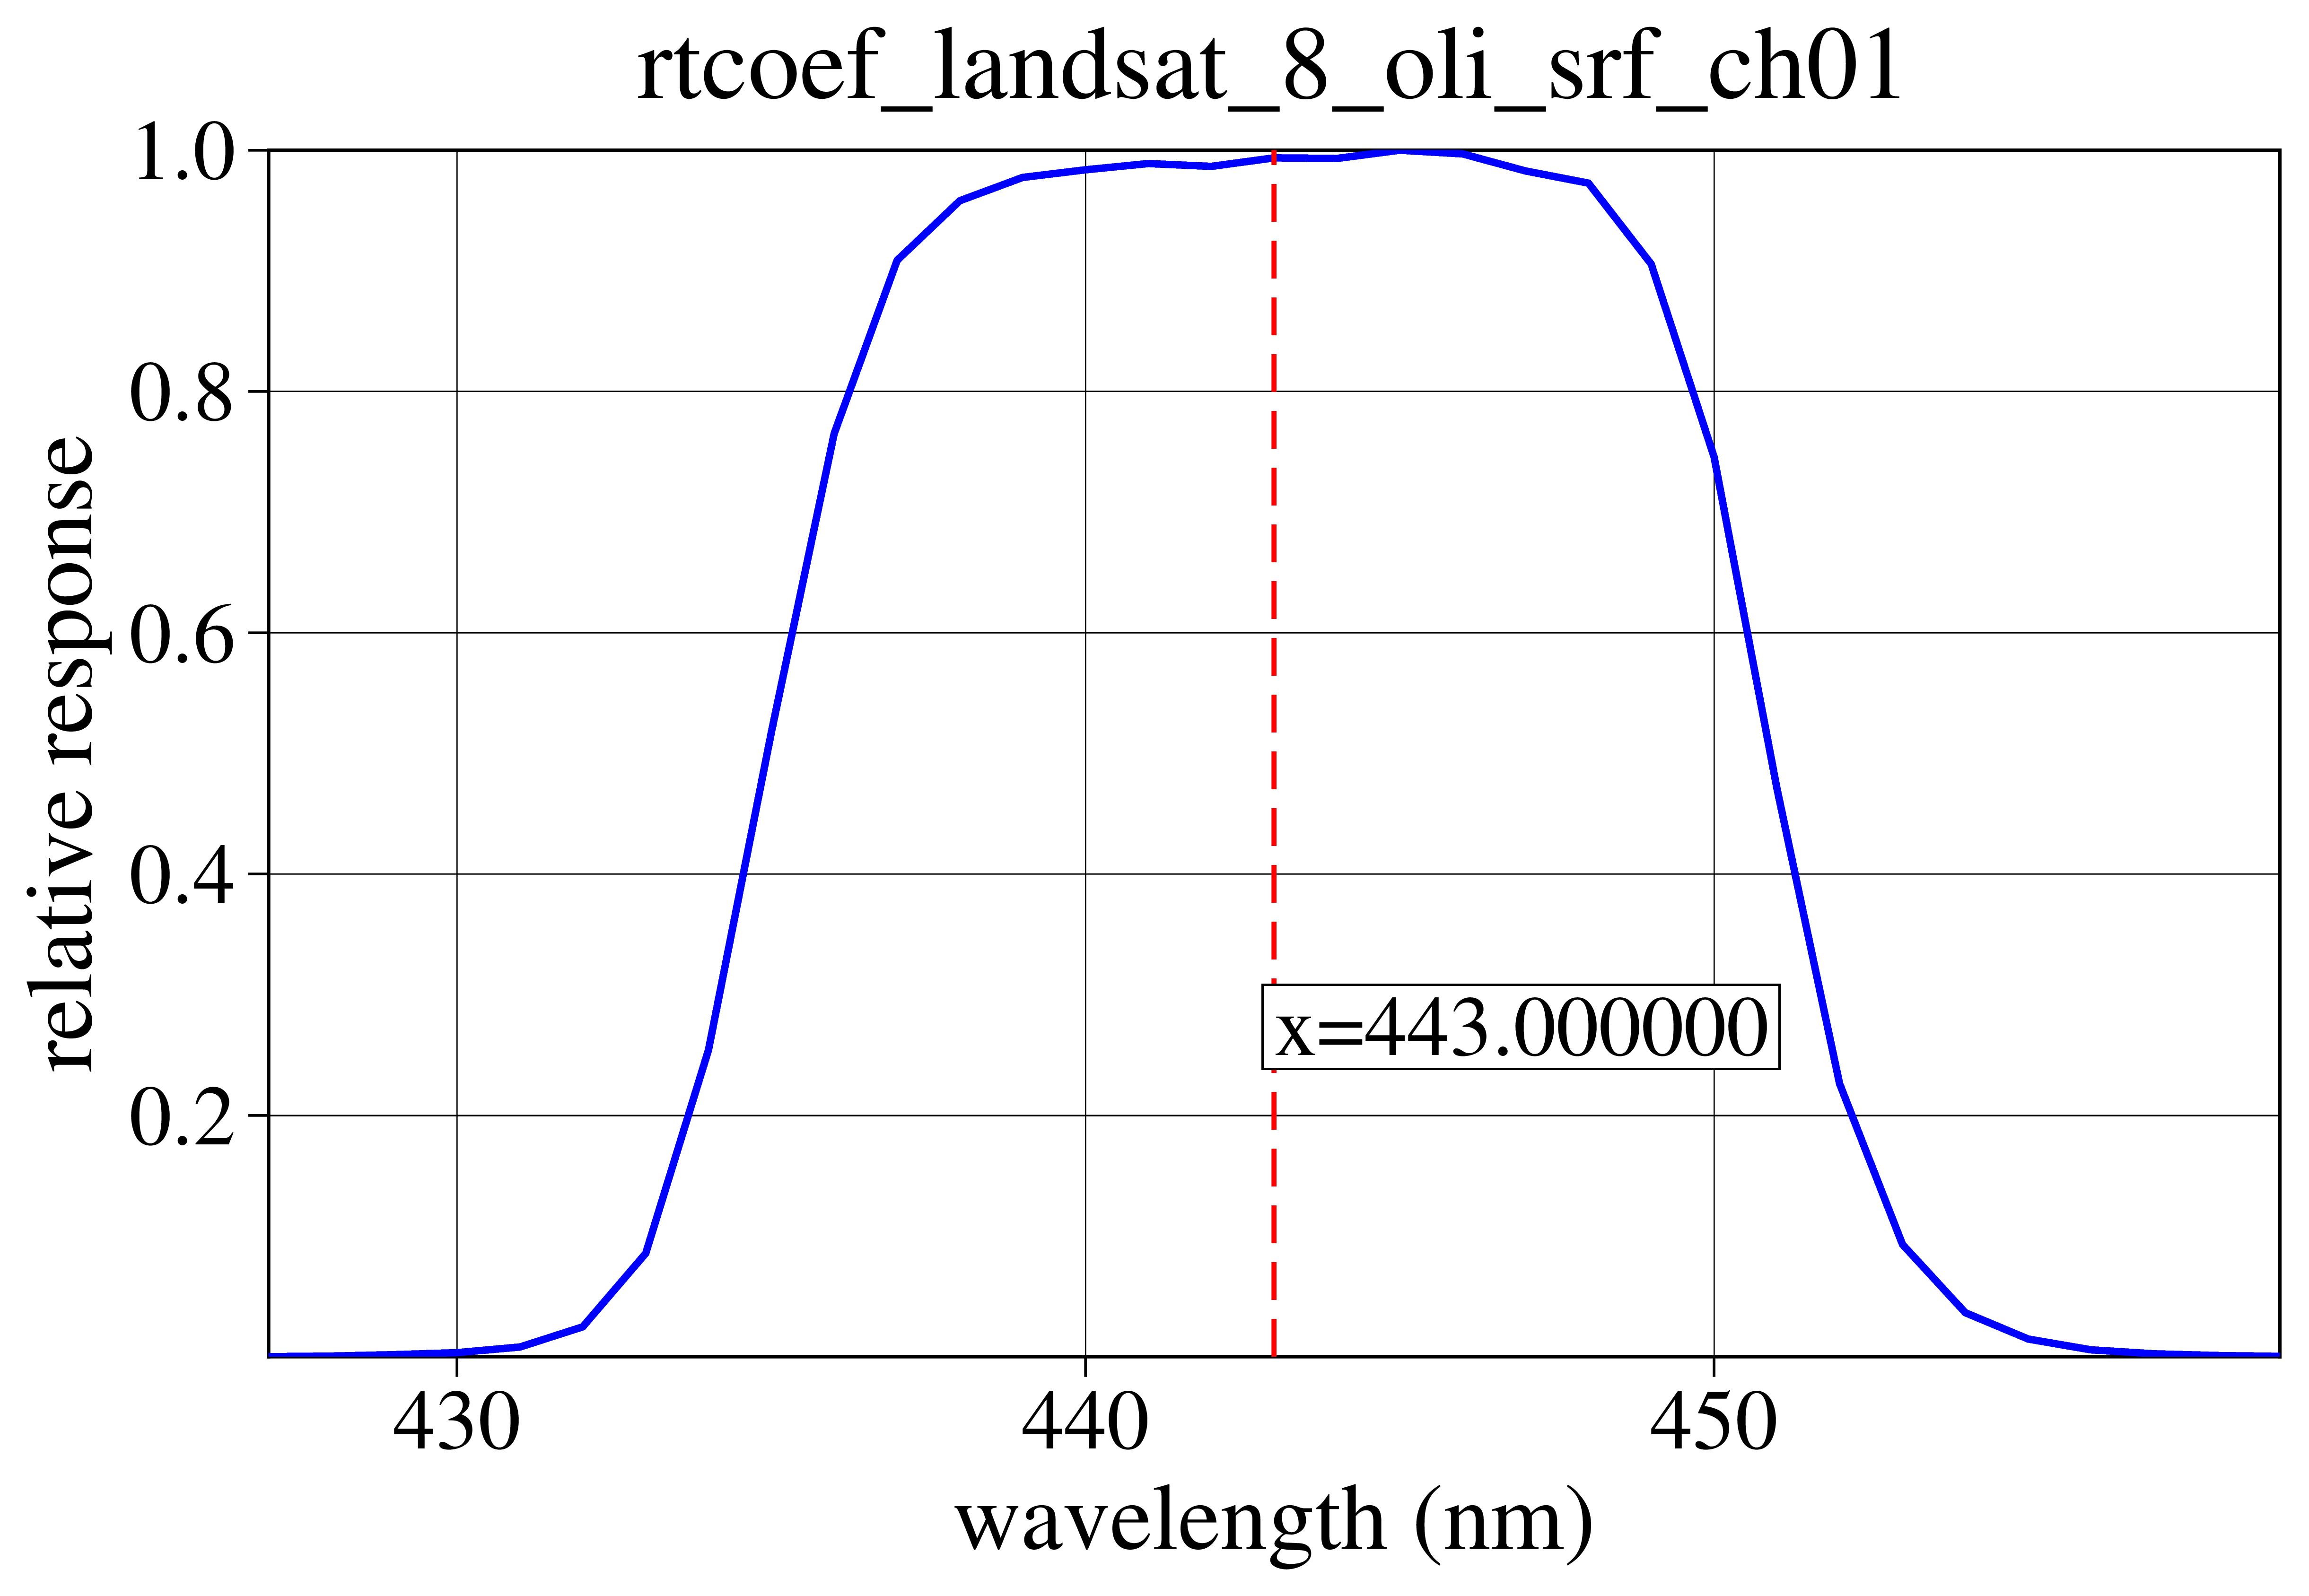 rtcoef_landsat_8_oli_srf_ch01
1.0
0.8
0.6
0.4
0.2
relative response
x=443.000000
430 440 450
wavelength (nm)